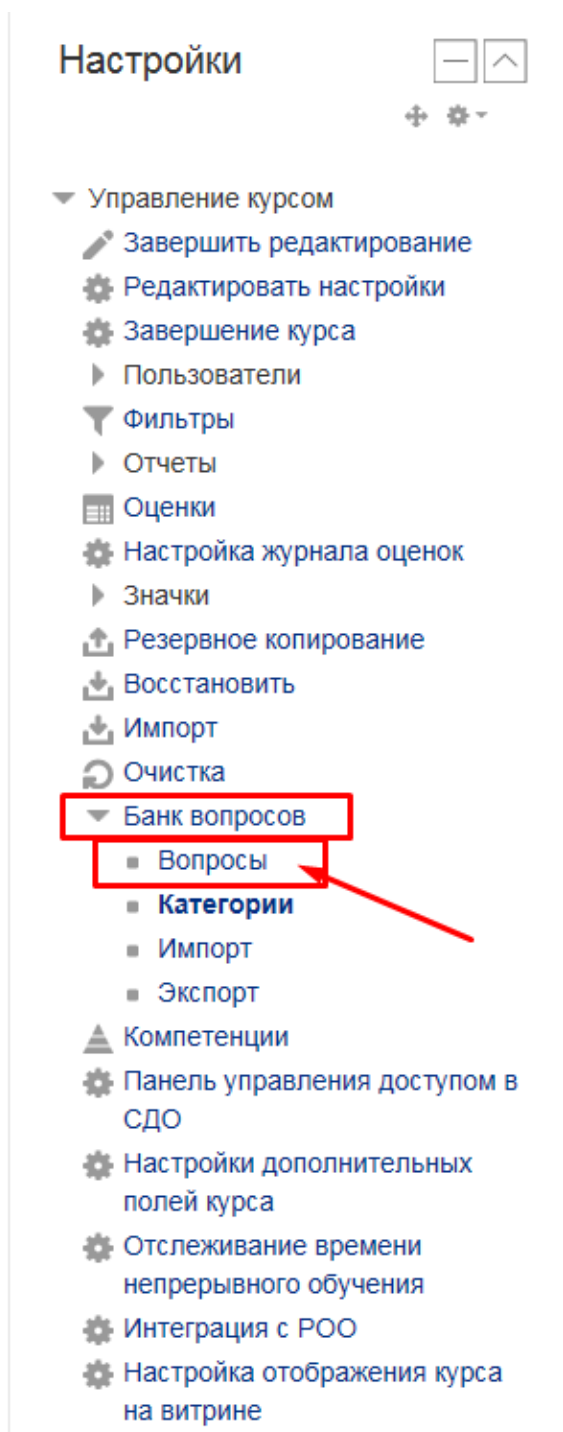 Настройки
Управление курсом
Завершить редактирование
Редактировать настройки
Завершение курса
Пользователи
Фильтры
Отчеты
Оценки
Настройка журнала оценок
Значки
Резервное копирование
Восстановить
Импорт
Очистка
Банк вопросов
Вопросы
Категории
Импорт
Экспорт
Компетенции
Панель управления доступом в
СДО
Настройки дополнительных
полей курса
Отслеживание времени
непрерывного обучения
Интеграция с РОО
Настройка отображения курса
на витрине